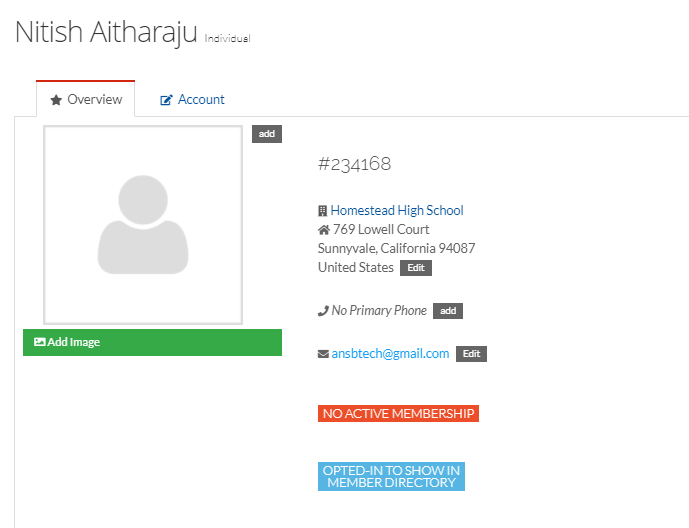 Nitish Aitharaju Individual
Overview
Account
add
#234168
Homestead High School
769 Lowell Court
Sunnyvale, California 94087
United States Edit
No Primary Phone add
Add Image
ansbtech@gmail.com Edit
NO ACTIVE MEMBERSHIP
OPTED-IN TO SHOW IN
MEMBER DIRECTORY